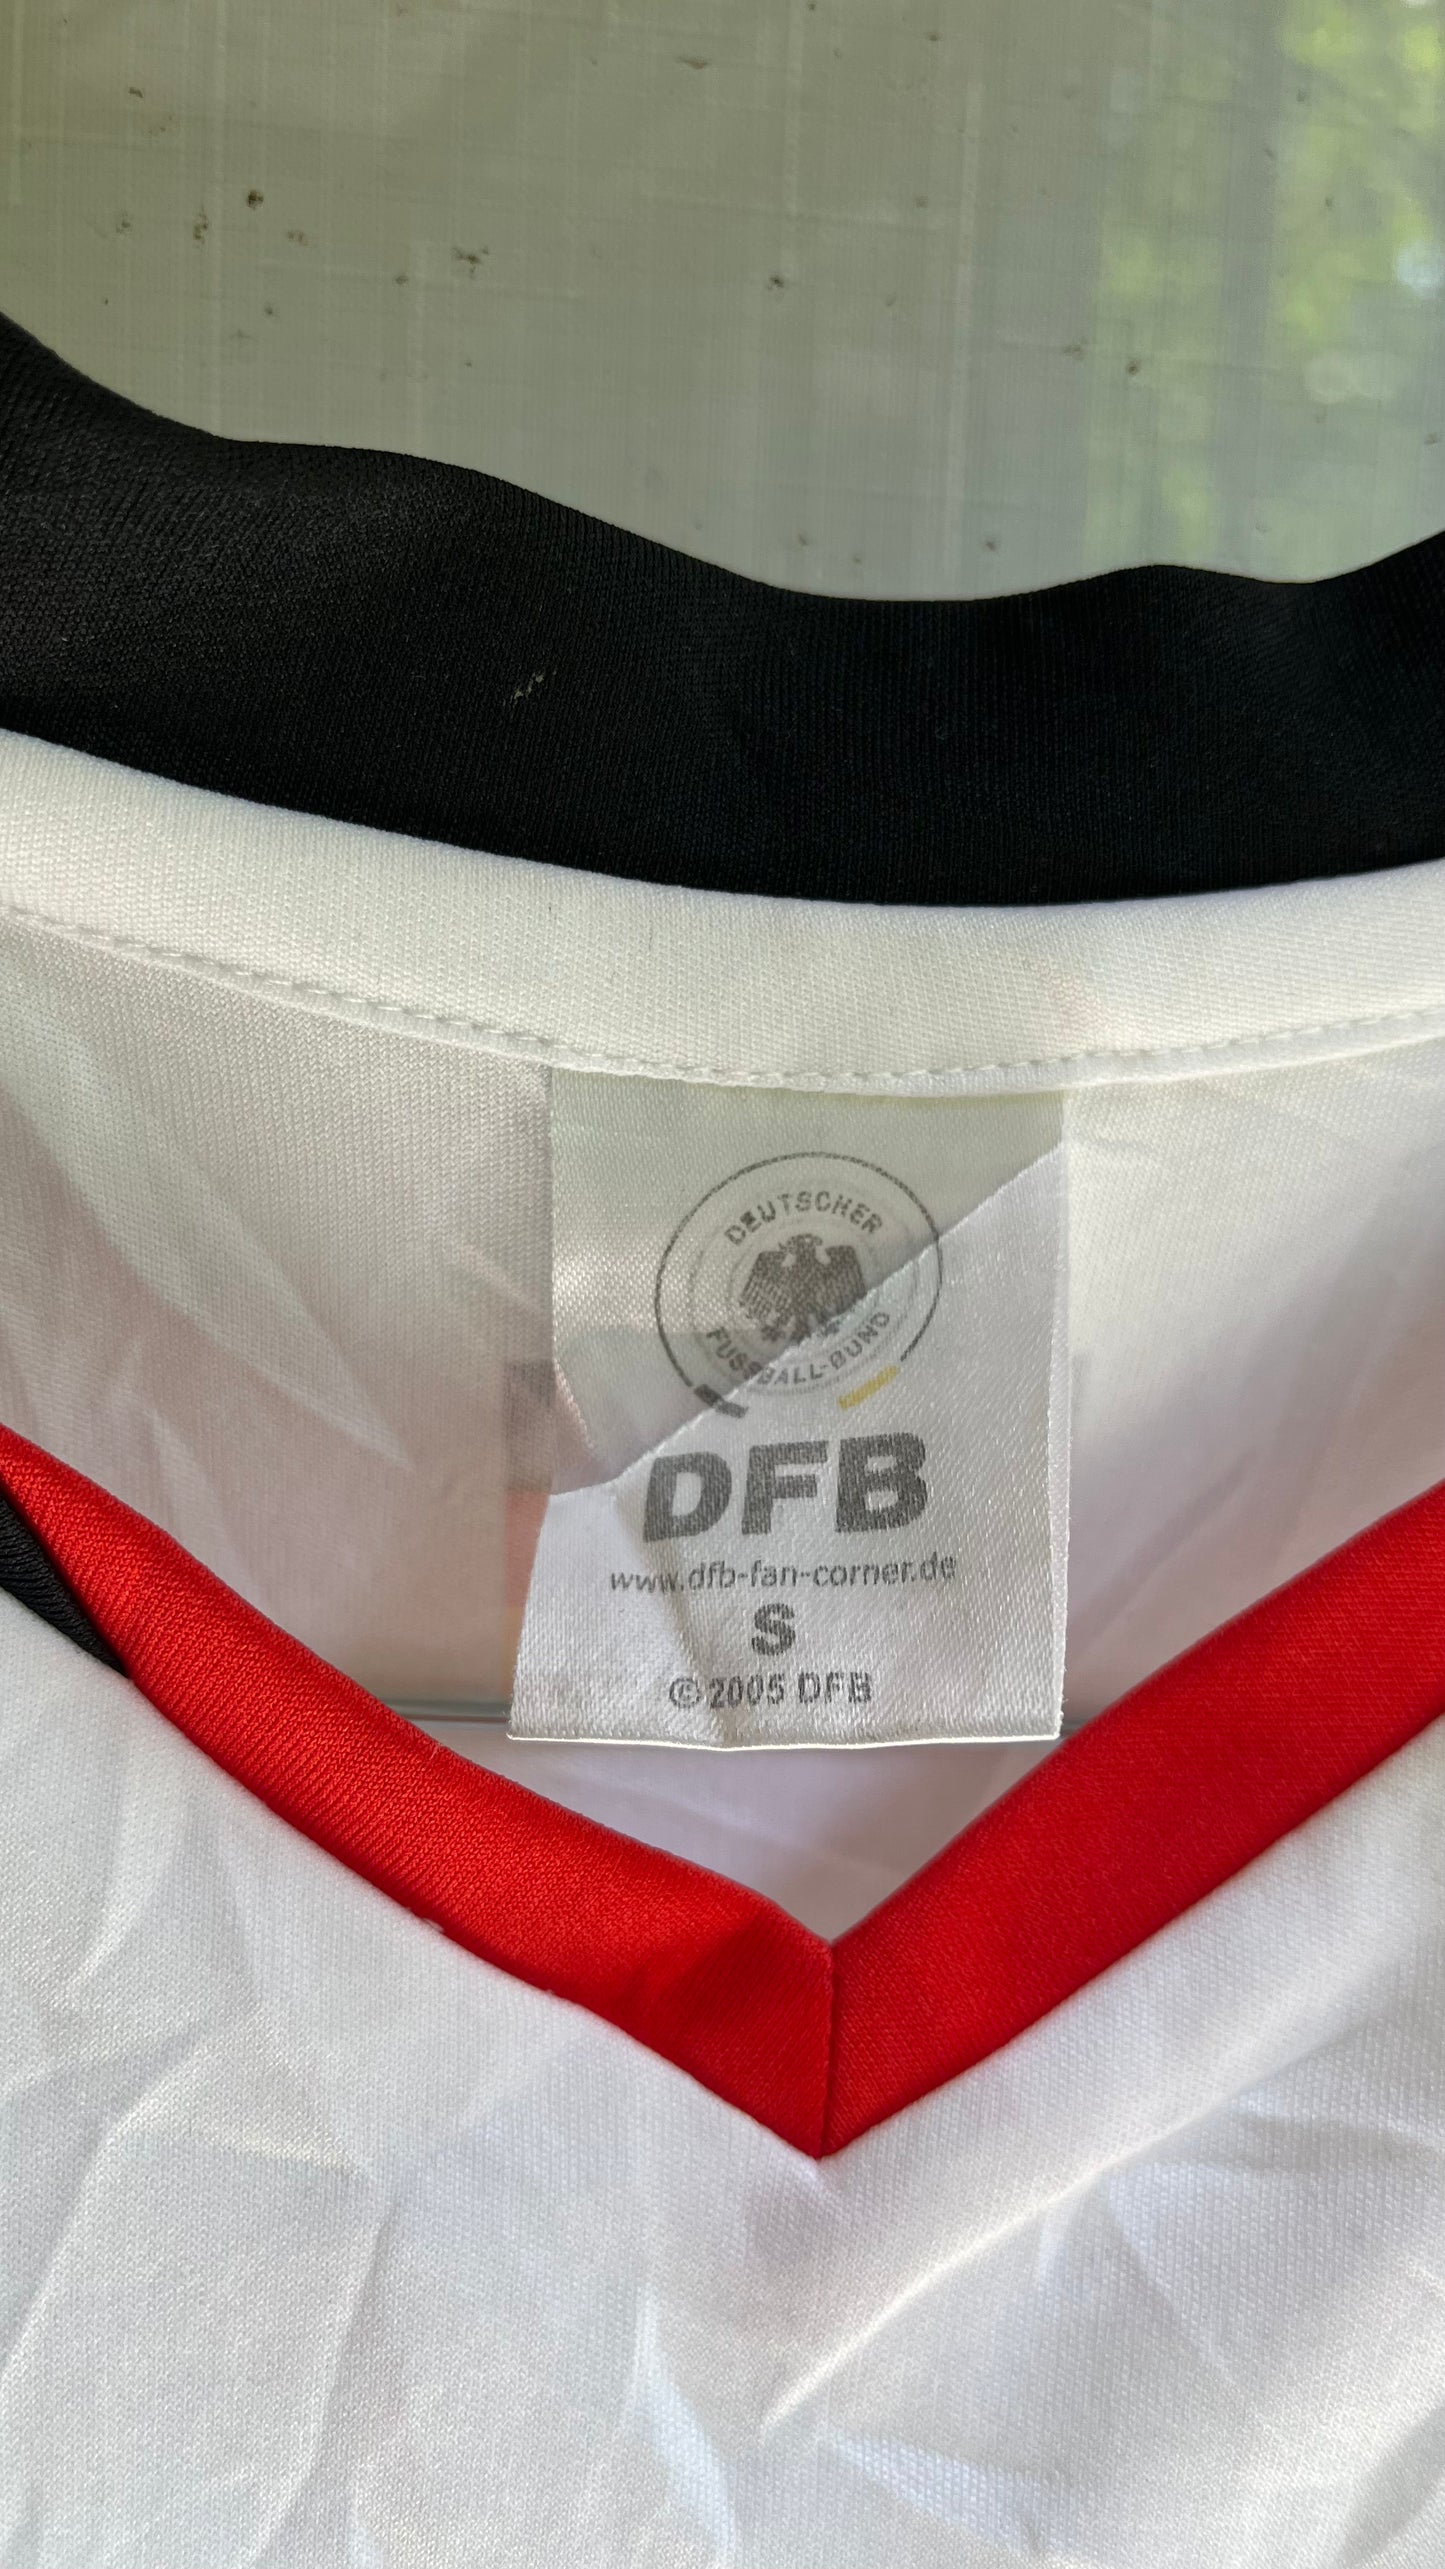 DEUTSCHER
FUSSBALL-BUND
DFB
www.dfb-fan-corner.de
S
© 2005 DFB